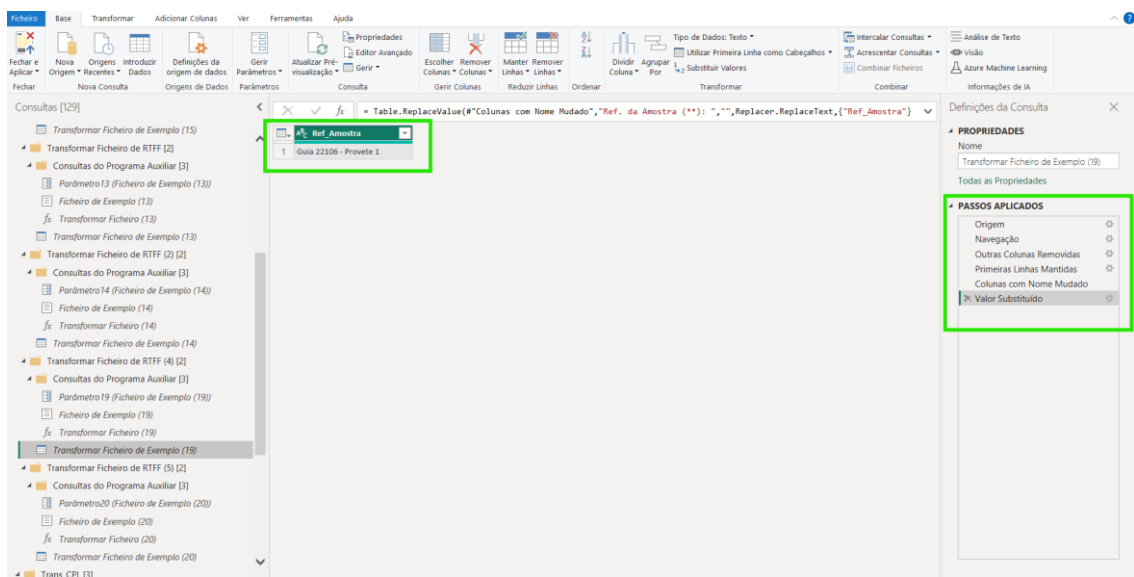 Ficheiro Base Transformar Adicionar Colunas Ver Ferramentas Ajuda
Fechar e Aplicar
Nova Origem
Origens Recentes
Introduzir Dados
Definições da origem de dados
Gerir Parâmetros
Atualizar Pré-visualização
Propriedades
Editor Avançado
Gerir
Escolher Colunas
Remover Colunas
Manter Linhas
Remover Linhas
Dividir Coluna
Agrupar Por
Tipo de Dados: Texto
Utilizar Primeira Linha como Cabeçalhos
Substituir Valores
Intercalar Consultas
Acrescentar Consultas
Combinar Ficheiros
Análise de Texto
Visão
Azure Machine Learning
Fechar Nova Consulta Origens de Dados Parâmetros Consulta Gerir Colunas Reduzir Linhas Ordenar Transformar Combinar Informações de IA
Consultas [129]
Transformar Ficheiro de Exemplo (15)
Transformar Ficheiro de RTFF [2]
Consultas do Programa Auxiliar [3]
Parâmetro13 (Ficheiro de Exemplo (13))
Ficheiro de Exemplo (13)
fx Transformar Ficheiro (13)
Transformar Ficheiro de Exemplo (13)
Transformar Ficheiro de RTFF (2) [2]
Consultas do Programa Auxiliar [3]
Parâmetro14 (Ficheiro de Exemplo (14))
Ficheiro de Exemplo (14)
fx Transformar Ficheiro (14)
Transformar Ficheiro de Exemplo (14)
Transformar Ficheiro de RTFF (4) [2]
Consultas do Programa Auxiliar [3]
Parâmetro19 (Ficheiro de Exemplo (19))
Ficheiro de Exemplo (19)
fx Transformar Ficheiro (19)
Transformar Ficheiro de Exemplo (19)
Transformar Ficheiro de RTFF (5) [2]
Consultas do Programa Auxiliar [3]
Parâmetro20 (Ficheiro de Exemplo (20))
Ficheiro de Exemplo (20)
fx Transformar Ficheiro (20)
Transformar Ficheiro de Exemplo (20)
Trans_CPL [3]
fx = Table.ReplaceValue(#"Colunas com Nome Mudado","Ref. da Amostra (**): ","",Replacer.ReplaceText,{"Ref_Amostra"}
ABC Ref_Amostra
1 Guia 22106 - Provete 1
Definições da Consulta
PROPRIEDADES
Nome
Transformar Ficheiro de Exemplo (19)
Todas as Propriedades
PASSOS APLICADOS
Origem
Navegação
Outras Colunas Removidas
Primeiras Linhas Mantidas
Colunas com Nome Mudado
Valor Substituído